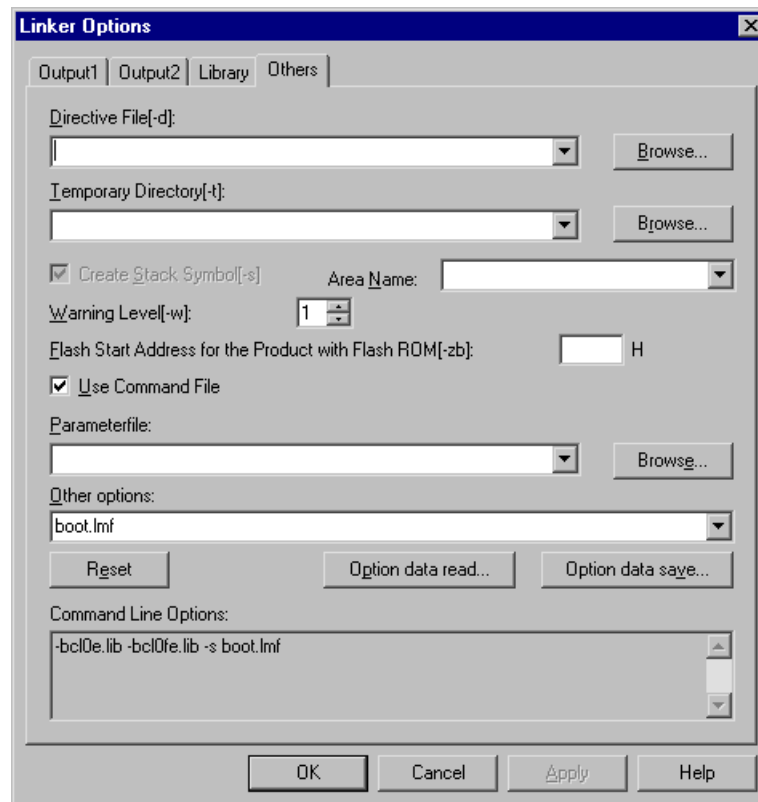 Linker Options
Output1 Output2 Library Others
Directive File[-d]:
Browse...
Temporary Directory[-t]:
Browse...
Create Stack Symbol[-s] Area Name:
Warning Level[-w]: 1
Flash Start Address for the Product with Flash ROM[-zb]: H
Use Command File
Parameterfile:
Browse...
Other options:
boot.lmf
Reset Option data read... Option data save...
Command Line Options:
-bcl0e.lib -bcl0fe.lib -s boot.lmf
OK Cancel Apply Help